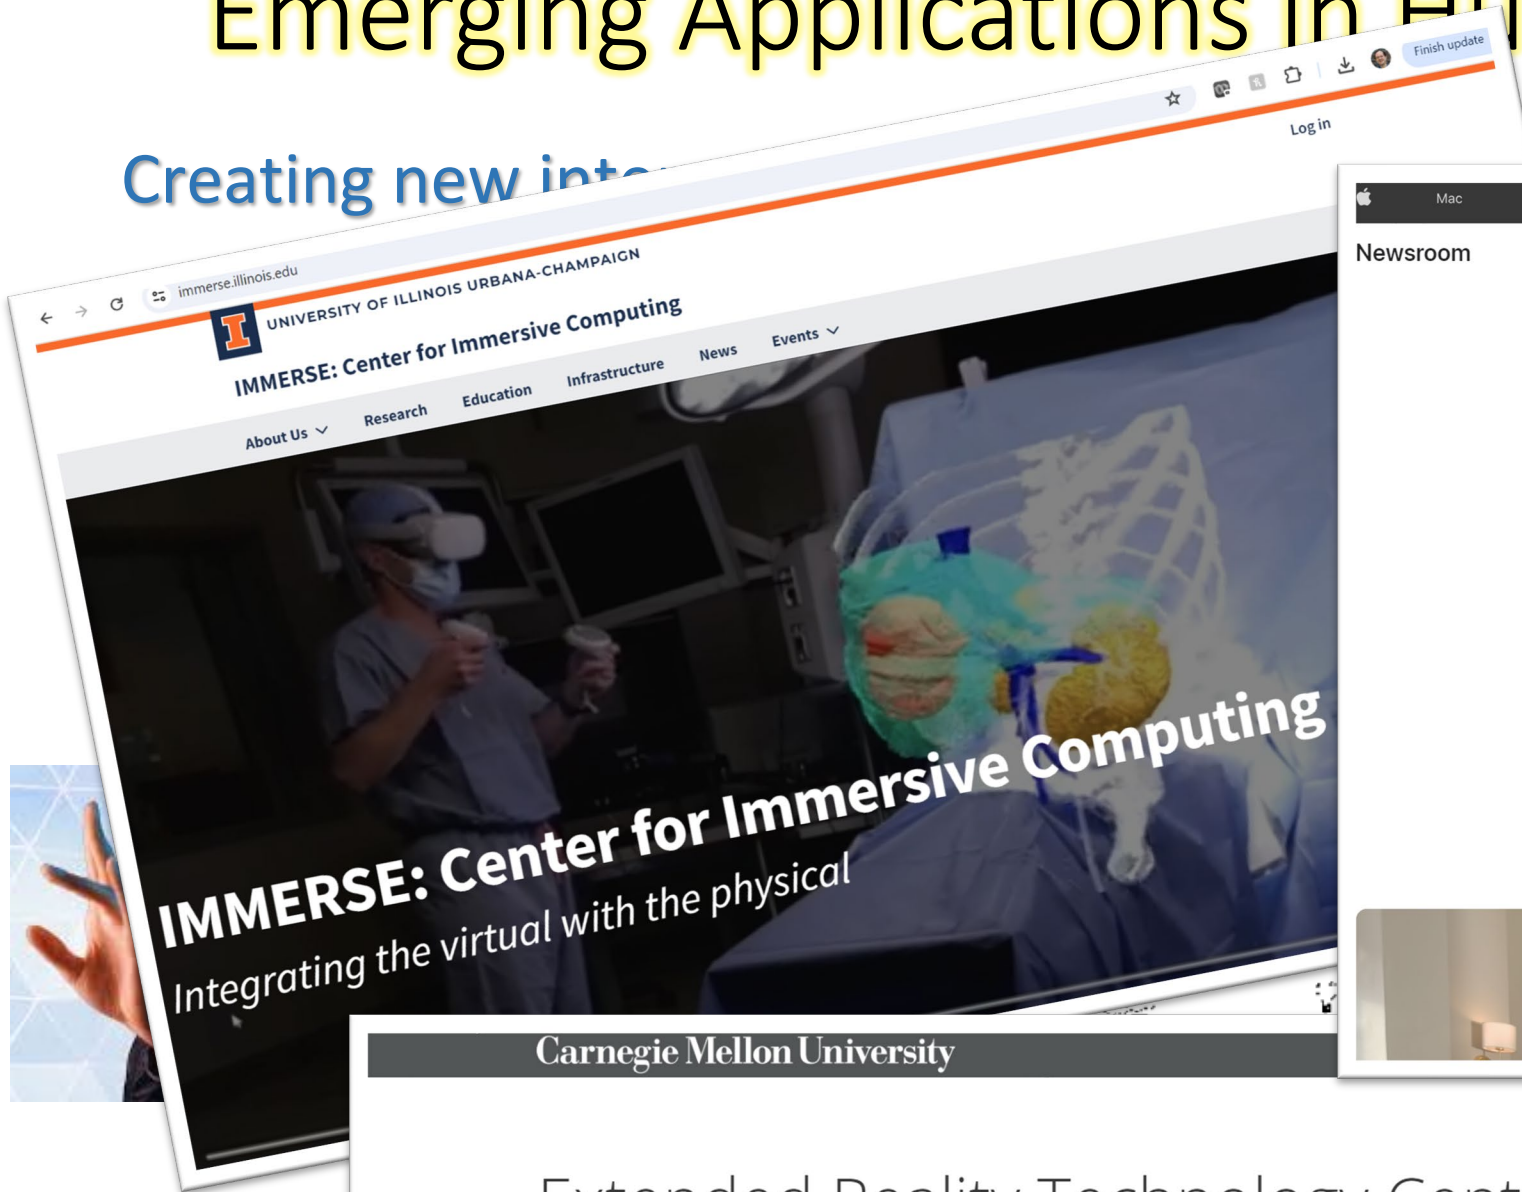 Emerging Applications in
Creating new
Finish update
Log in
immerse.illinois.edu
UNIVERSITY OF ILLINOIS URBANA-CHAMPAIGN
IMMERSE: Center for Immersive Computing
About Us Research Education Infrastructure News Events
IMMERSE: Center for Immersive Computing
Integrating the virtual with the physical
Mac
Newsroom
Carnegie Mellon University
Extended Reality Technology